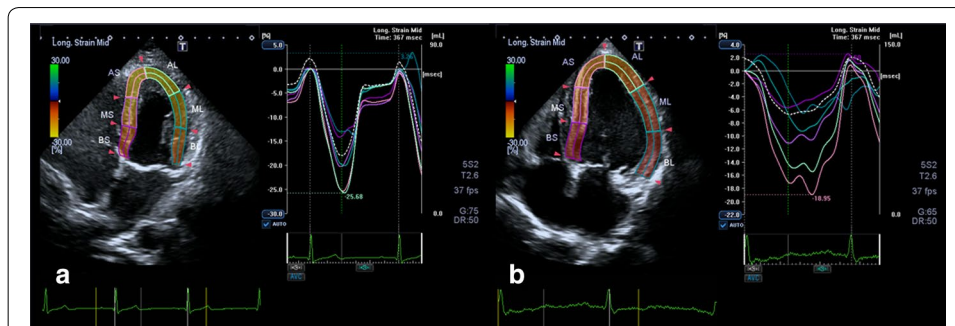 Long. Strain Mid
T
30.00
-30.00
[%]
AS
AL
MS
ML
BS
BL
[%]
Long. Strain Mid
Time: 367 msec
[mL]
5.0
90.0
0.0
[msec]
-5.0
-10.0
-15.0
-20.0
-25.0
-25.68
-30.0
0.0
AUTO
5S2
T2.6
37 fps
G:75
DR:50
AVC
a
Long. Strain Mid
T
30.00
-30.00
[%]
AS
AL
MS
ML
BS
BL
[%]
Long. Strain Mid
Time: 367 msec
[mL]
4.0
150.0
2.0
0.0
[msec]
-2.0
-4.0
-6.0
-8.0
-10.0
-12.0
-14.0
-16.0
-18.0
-18.95
-22.0
0.0
AUTO
5S2
T2.6
37 fps
G:65
DR:50
AVC
b